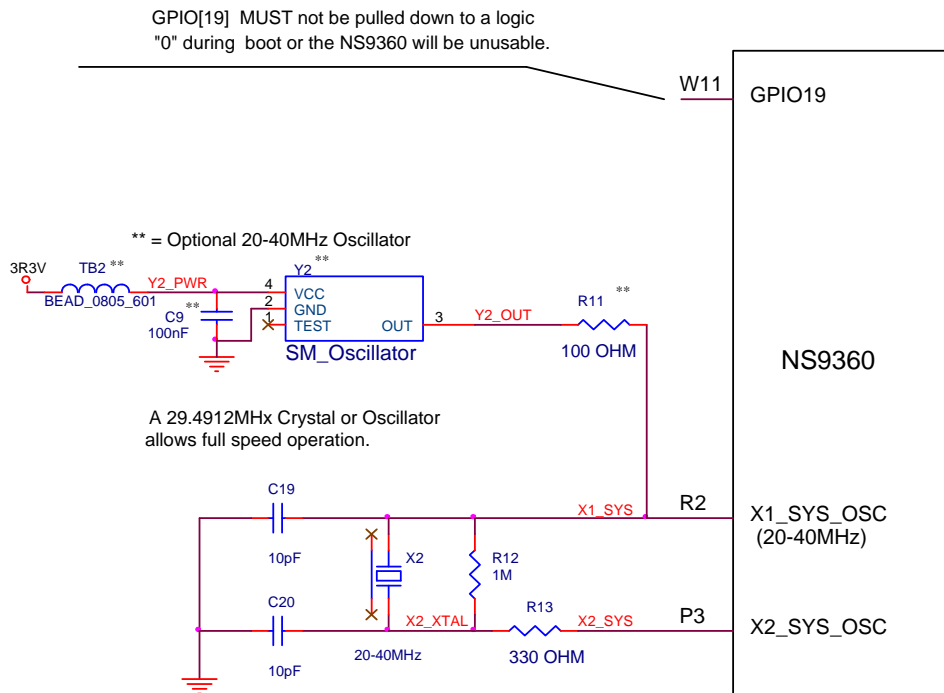 GPIO[19] MUST not be pulled down to a logic
"0" during boot or the NS9360 will be unusable.
W11
GPIO19
** = Optional 20-40MHz Oscillator
3R3V
TB2 **
BEAD_0805_601
Y2_PWR
C9 **
100nF
Y2 **
4
2
1
VCC
GND
TEST
OUT
3
SM_Oscillator
Y2_OUT
R11 **
100 OHM
NS9360
A 29.4912MHx Crystal or Oscillator
allows full speed operation.
C19
10pF
X1_SYS
R2
X1_SYS_OSC
(20-40MHz)
X2
R12
1M
C20
10pF
X2_XTAL
20-40MHz
R13
330 OHM
X2_SYS
P3
X2_SYS_OSC